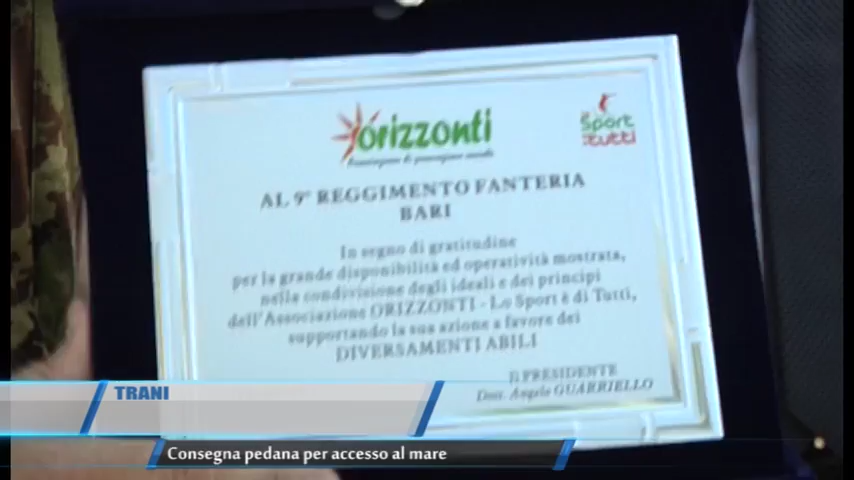 orizzonti
Associazione di promozione sociale
lo Sport è di tutti
AL 9° REGGIMENTO FANTERIA
BARI
In segno di gratitudine
per la grande disponibilità ed operatività mostrata,
nella condivisione degli ideali e dei principi
dell'Associazione ORIZZONTI - Lo Sport è di Tutti,
supportando la sua azione a favore dei
DIVERSAMENTI ABILI
Il PRESIDENTE
Dott. Angelo GUARRIELLO
TRANI
Consegna pedana per accesso al mare